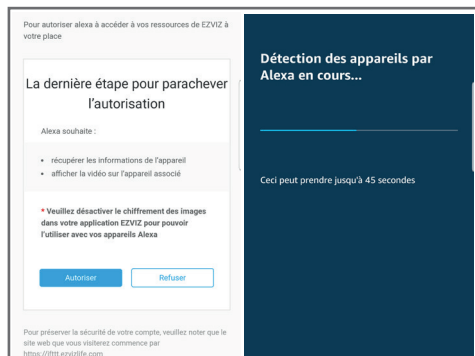 Pour autoriser alexa à accéder à vos ressources de EZVIZ à
votre place
La dernière étape pour parachever
l'autorisation
Alexa souhaite :
• récupérer les informations de l'appareil
• afficher la vidéo sur l'appareil associé
* Veuillez désactiver le chiffrement des images
dans votre application EZVIZ pour pouvoir
l'utiliser avec vos appareils Alexa
Autoriser
Refuser
Pour préserver la sécurité de votre compte, veuillez noter que le
site web que vous visiterez commence par
https://ifttt.ezvizlife.com
Détection des appareils par
Alexa en cours...
Ceci peut prendre jusqu'à 45 secondes